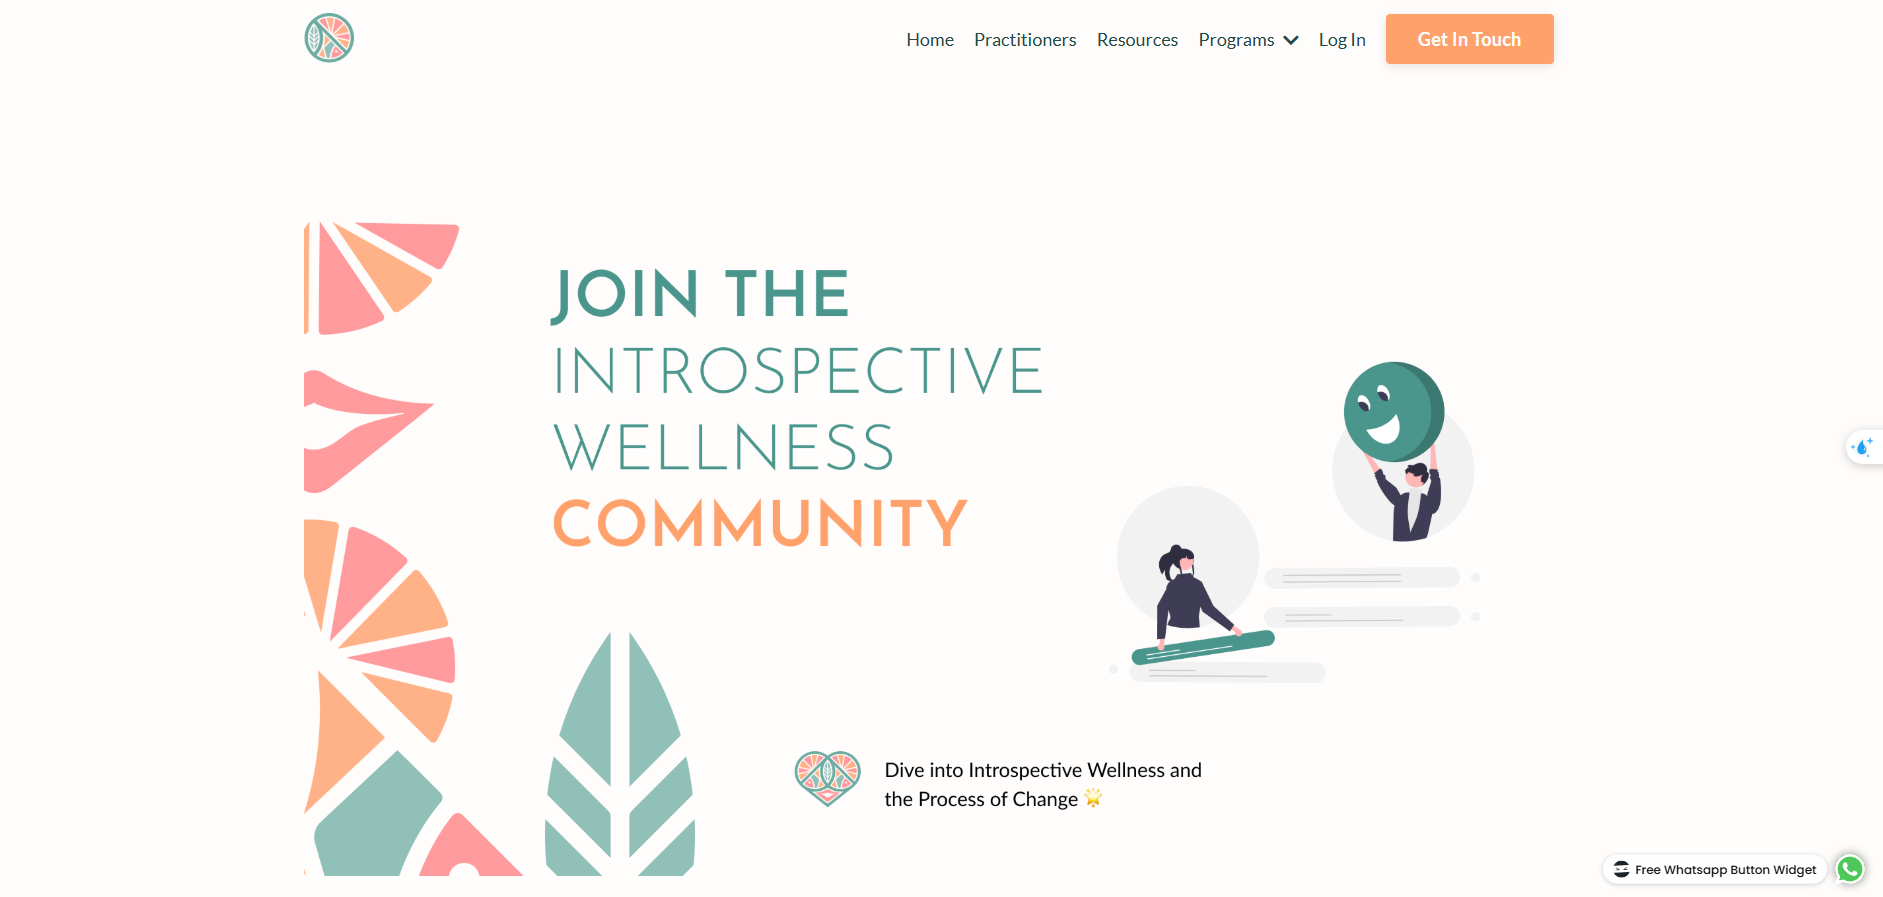 Home Practitioners Resources Programs Log In Get In Touch
JOIN THE
INTROSPECTIVE
WELLNESS
COMMUNITY
Dive into Introspective Wellness and
the Process of Change 🌟
Free Whatsapp Button Widget